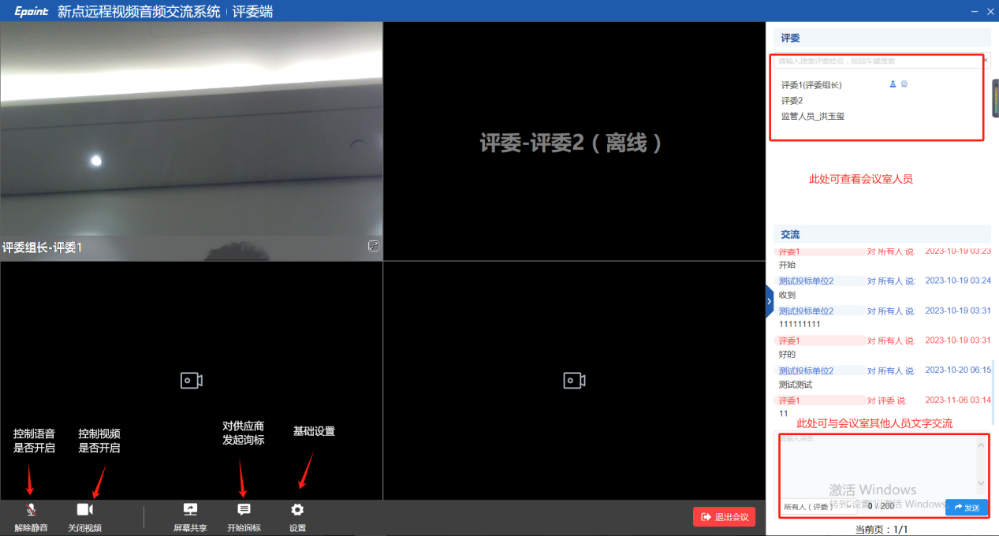 Epoint 新点远程视频音频交流系统 评委端
评委
请输入搜索评委姓名，按回车键搜索
评委1(评委组长)
评委2
监管人员_洪玉玺
此处可查看会议室人员
评委-评委2（离线）
评委组长-评委1
交流
评委1 对 所有人 说: 2023-10-19 03:23
开始
测试投标单位2 对 所有人 说: 2023-10-19 03:24
收到
测试投标单位2 对 所有人 说: 2023-10-19 03:31
111111111
评委1 对 所有人 说: 2023-10-19 03:31
好的
测试投标单位2 对 所有人 说: 2023-10-20 06:15
测试测试
评委1 对 评委 说: 2023-11-06 03:14
11
此处可与会议室其他人员文字交流
请输入消息
激活 Windows
转到"设置"以激活 Windows
所有人（评委） 0 / 200 发送
当前页：1/1
控制语音
是否开启
控制视频
是否开启
对供应商
发起询标
基础设置
解除静音 关闭视频 屏幕共享 开始询标 设置 退出会议